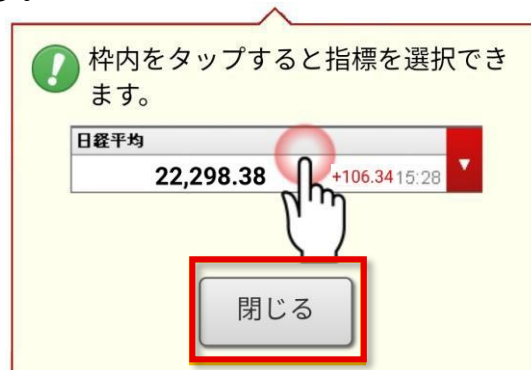 枠内をタップすると指標を選択でき
ます。
日経平均
22,298.38 +106.34 15:28
閉じる